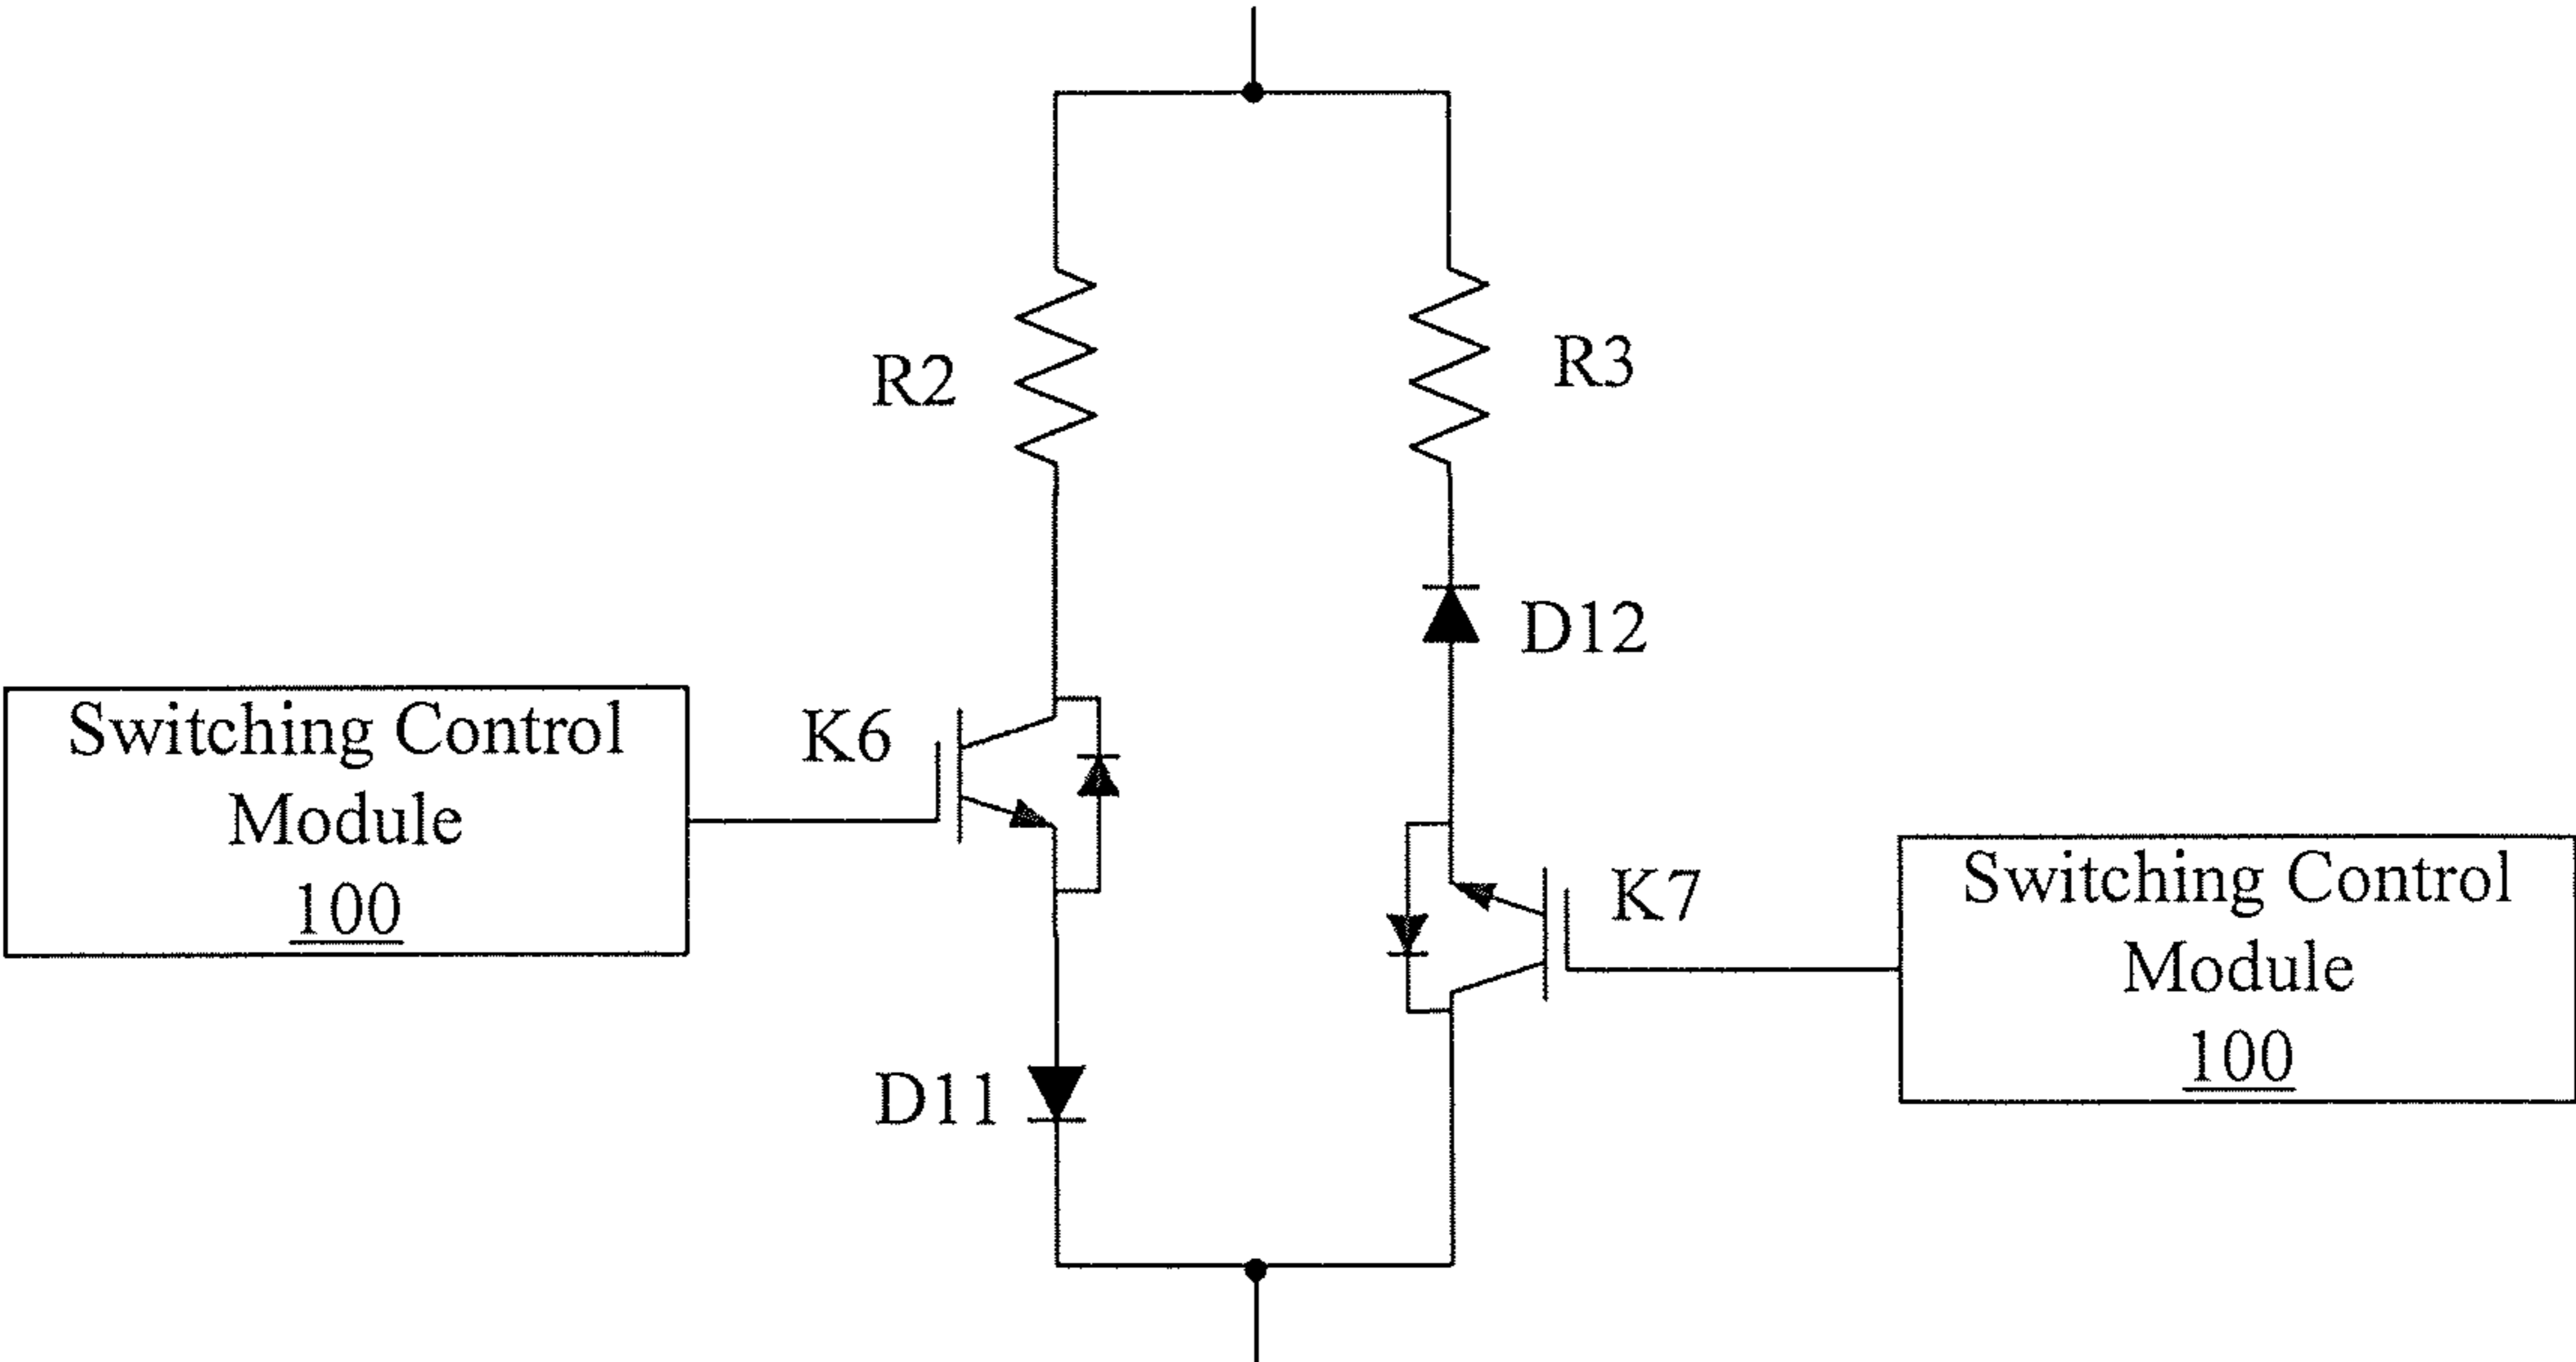 R2
R3
D12
Switching Control
Module
100
K6
K7
Switching Control
Module
100
D11